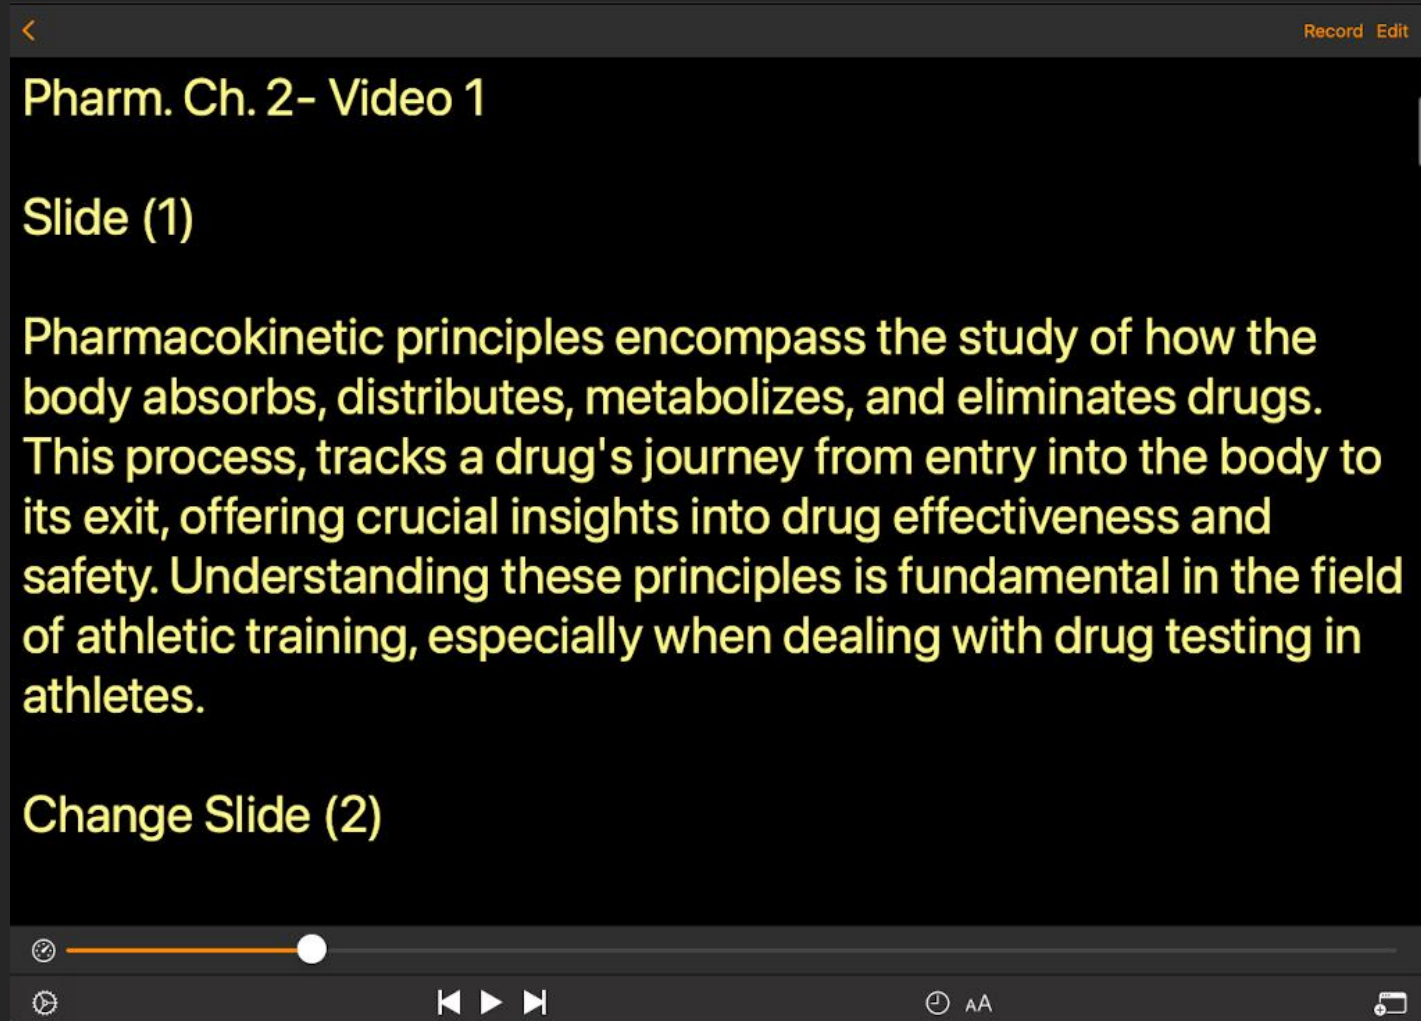 Record Edit
Pharm. Ch. 2- Video 1
Slide (1)
Pharmacokinetic principles encompass the study of how the
body absorbs, distributes, metabolizes, and eliminates drugs.
This process, tracks a drug's journey from entry into the body to
its exit, offering crucial insights into drug effectiveness and
safety. Understanding these principles is fundamental in the field
of athletic training, especially when dealing with drug testing in
athletes.
Change Slide (2)
AA